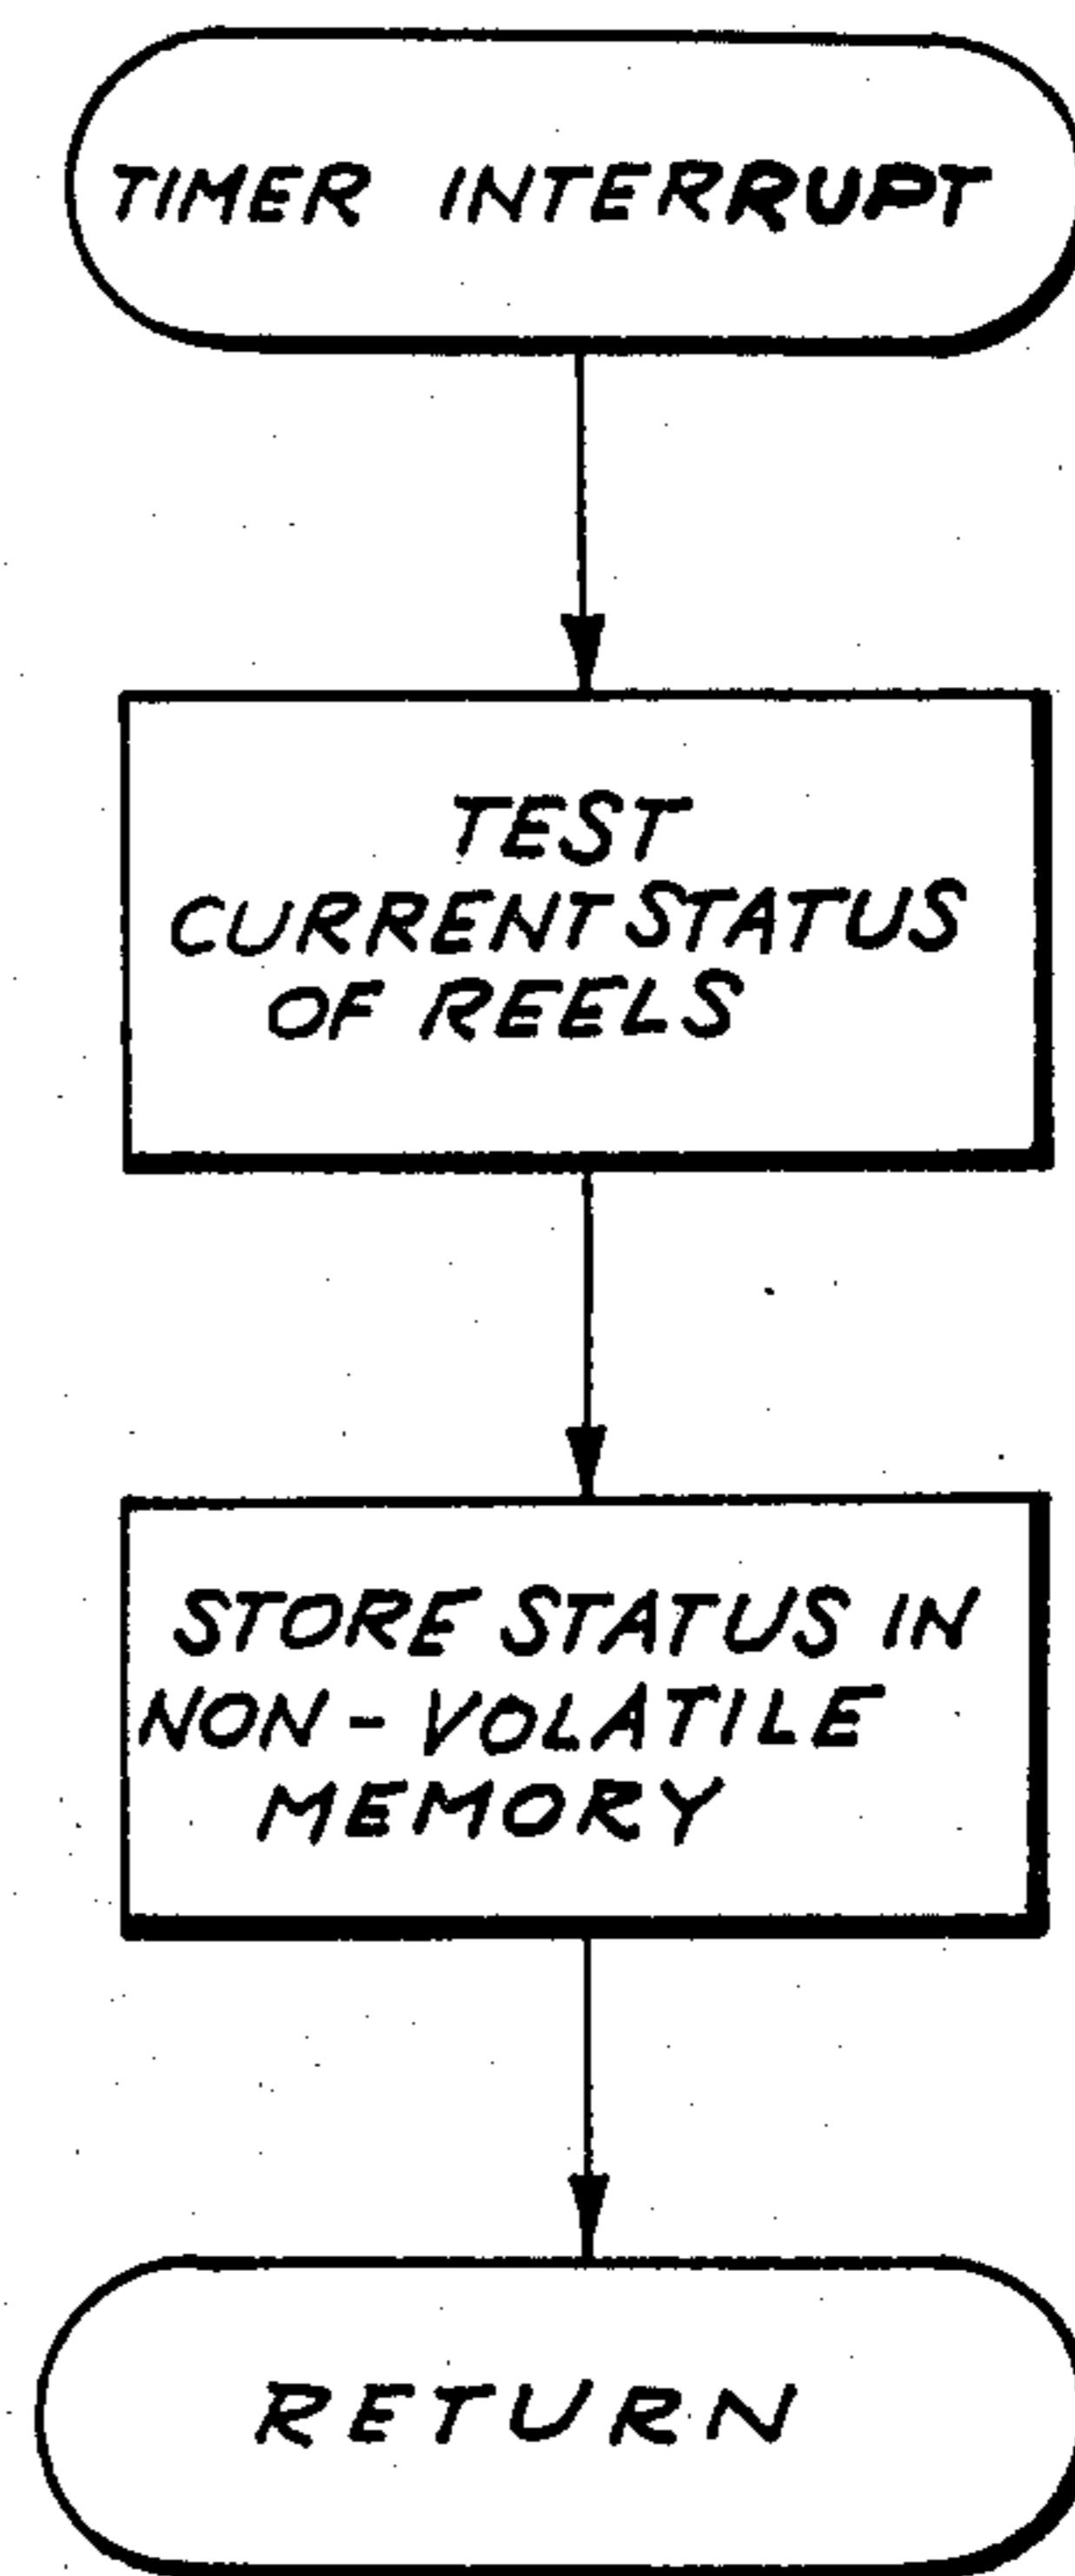 TIMER INTERRUPT
TEST
CURRENT STATUS
OF REELS
STORE STATUS IN
NON-VOLATILE
MEMORY
RETURN